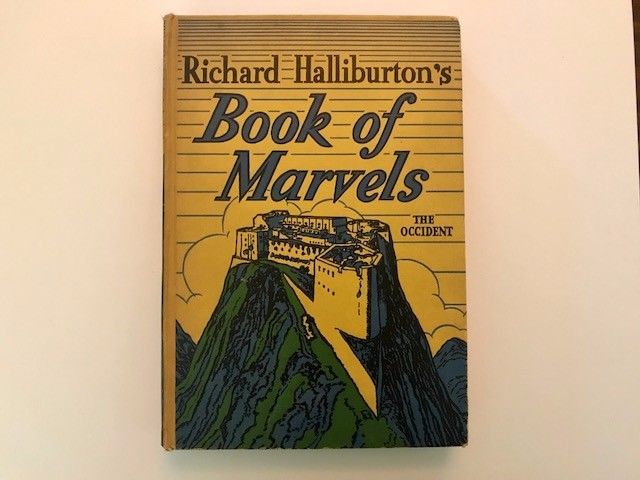 Richard Halliburton's
Book of
Marvels
THE
OCCIDENT